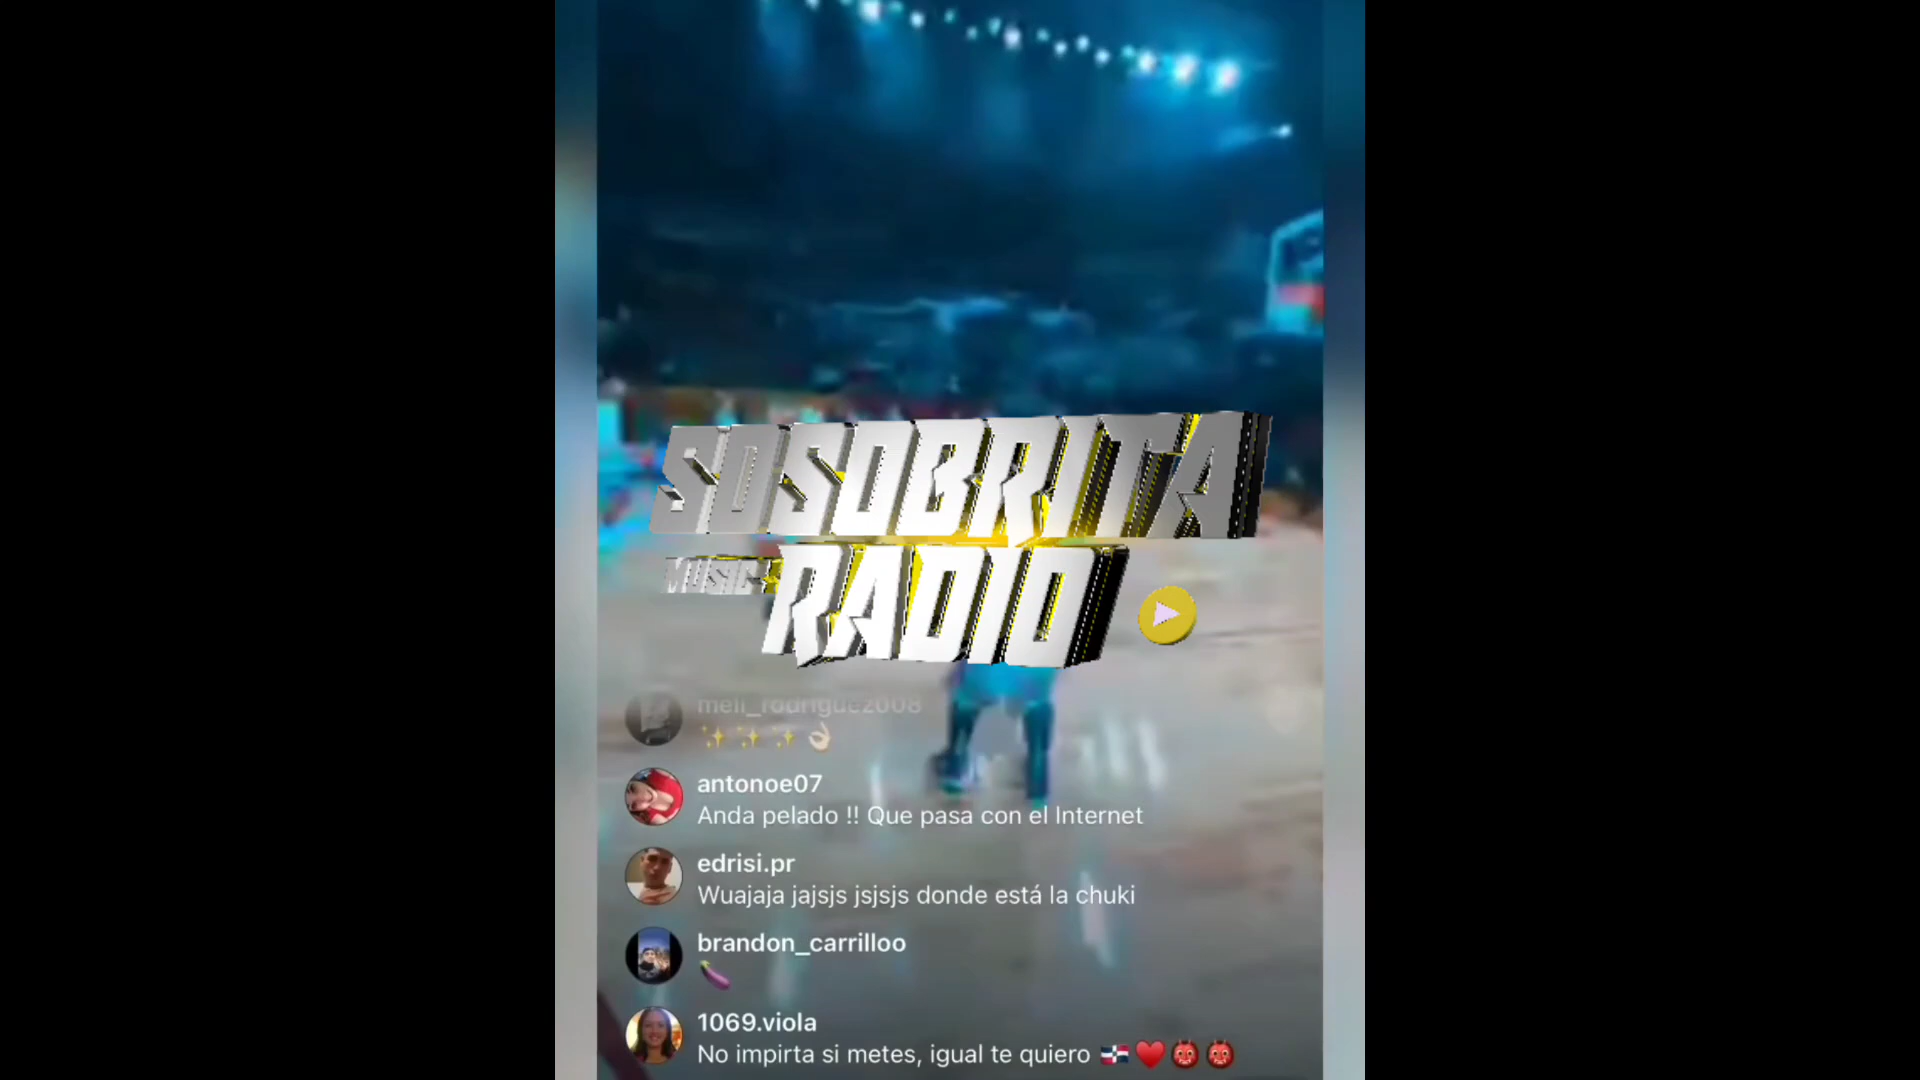 SOSOBRITA
MUSIC
RADIO
meli_rodrigue2008
✨ ✨ ✨ 👌🏻
antonoe07
Anda pelado !! Que pasa con el Internet
edrisi.pr
Wuajaja jajsjs jsjsjs donde está la chuki
brandon_carrilloo
🍆
1069.viola
No impirta si metes, igual te quiero 🇩🇴❤️👹👹